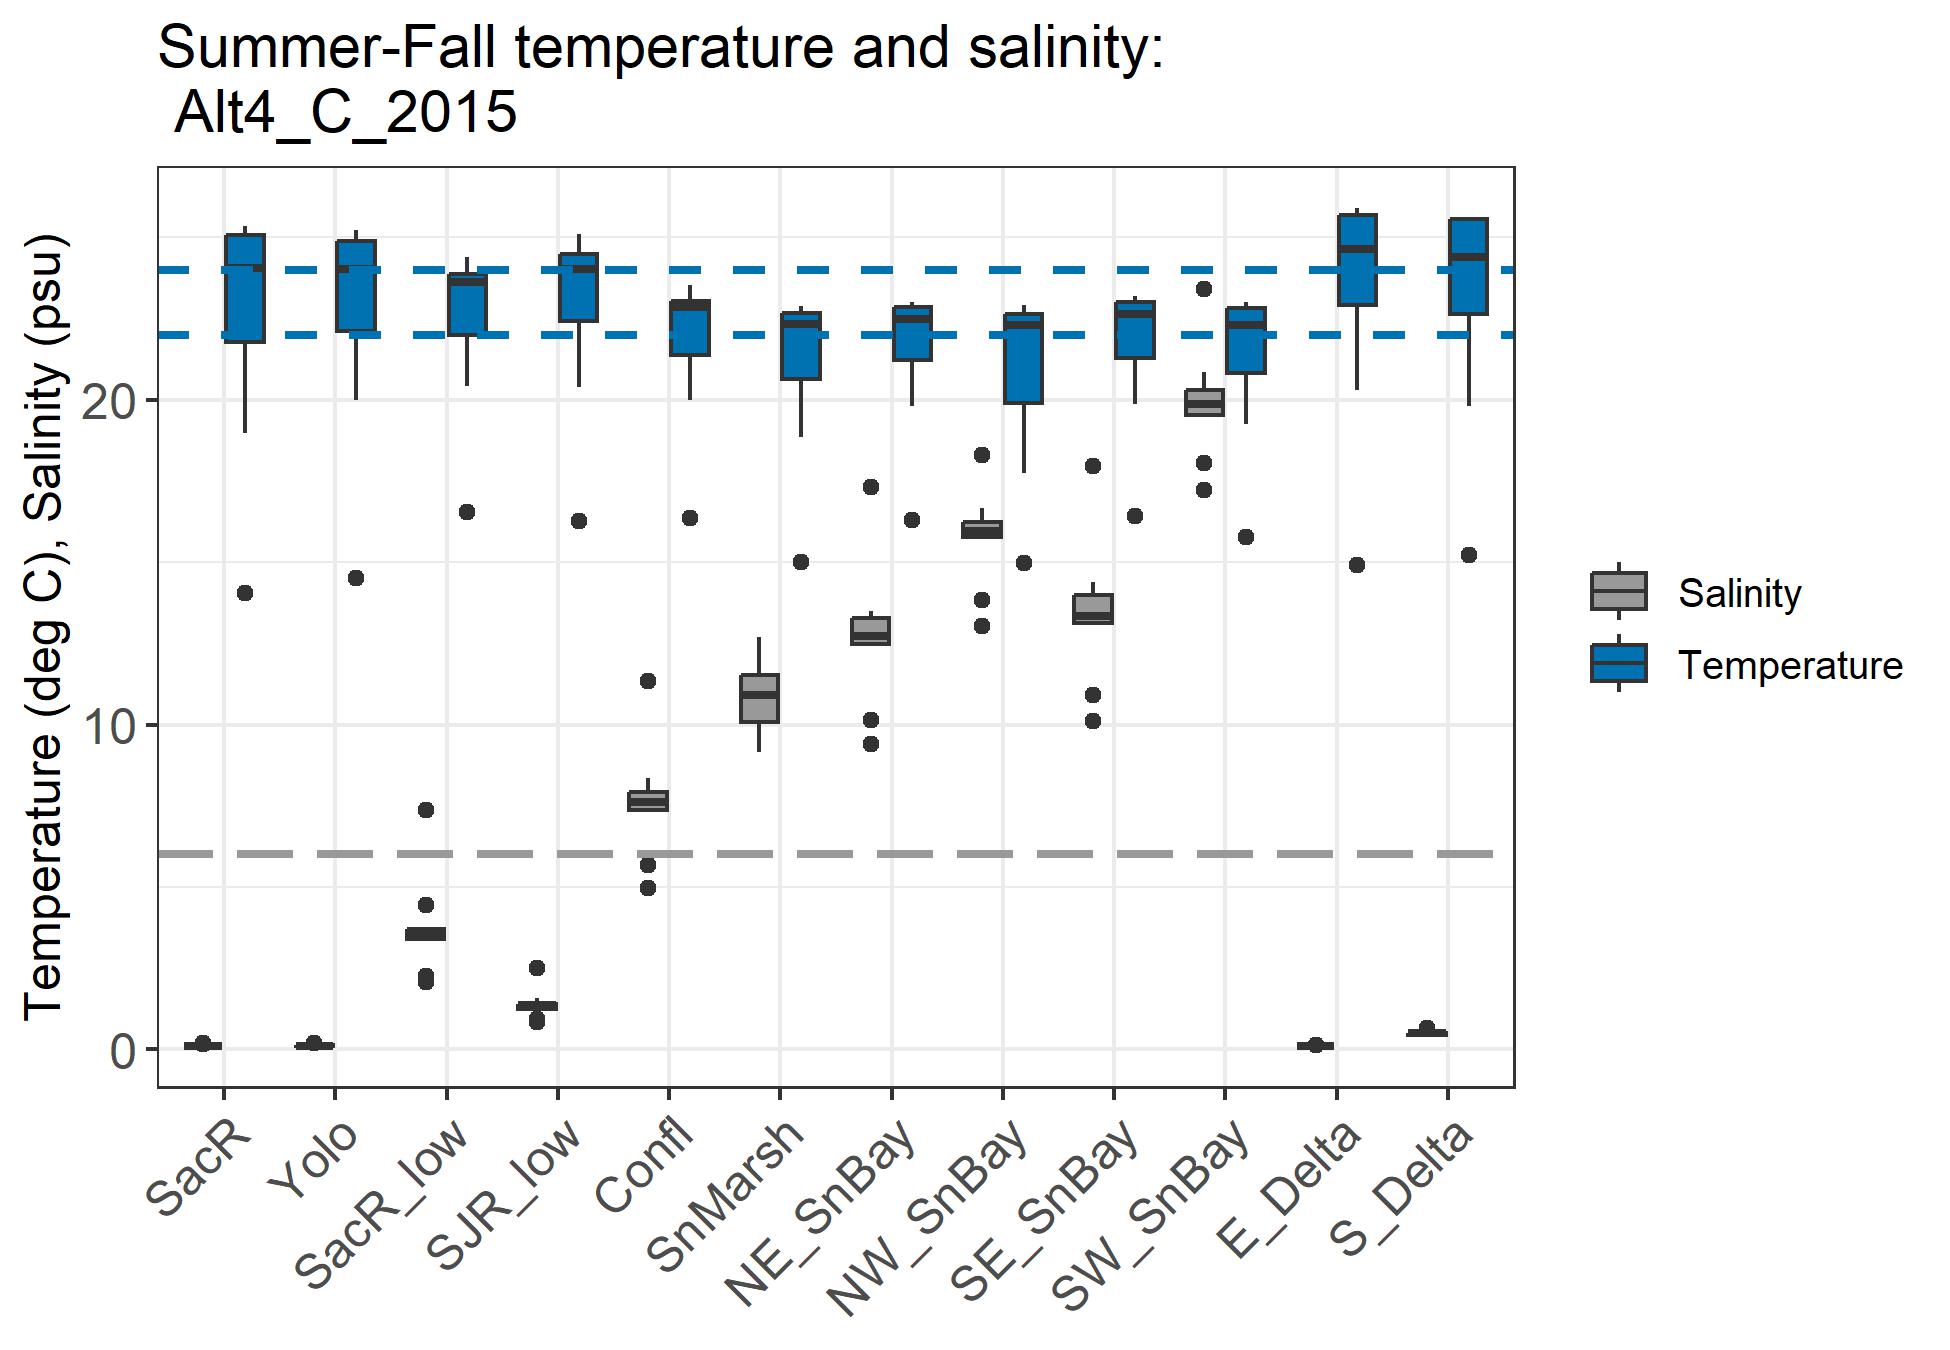 Summer-Fall temperature and salinity:
Alt4_C_2015
Temperature (deg C), Salinity (psu)
20
10
0
SacR
Yolo
SacR_low
SJR_low
Confl
SnMarsh
NE_SnBay
NW_SnBay
SE_SnBay
SW_SnBay
E_Delta
S_Delta
Salinity
Temperature